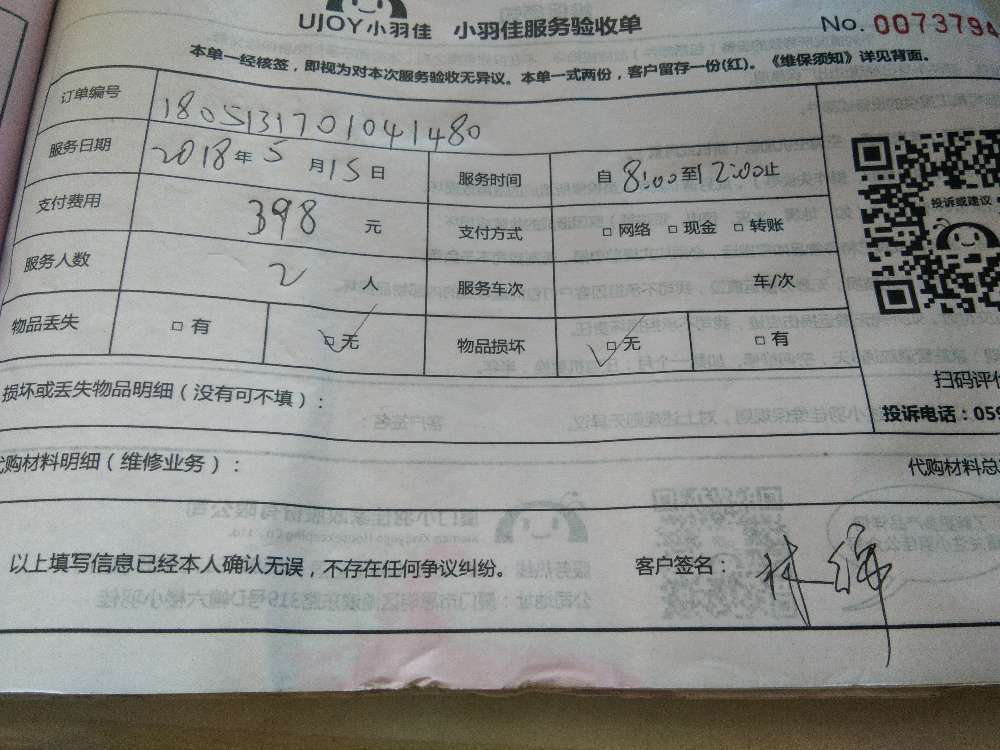 UJOY小羽佳 小羽佳服务验收单 No. 0073794
本单一经核签，即视为对本次服务验收无异议。本单一式两份，客户留存一份(红)。《维保须知》详见背面。
订单编号 1805131701041480
服务日期 2018年5月15日 服务时间 自8:00至12:00止
支付费用 398元 支付方式 □ 网络 □ 现金 □ 转账
服务人数 2人 服务车次 车/次
物品丢失 □ 有 □ 无 物品损坏 □ 无 □ 有
投诉或建议
扫码评价
投诉电话：059
损坏或丢失物品明细（没有可不填）：
代购材料明细（维修业务）： 代购材料总
以上填写信息已经本人确认无误，不存在任何争议纠纷。 客户签名：